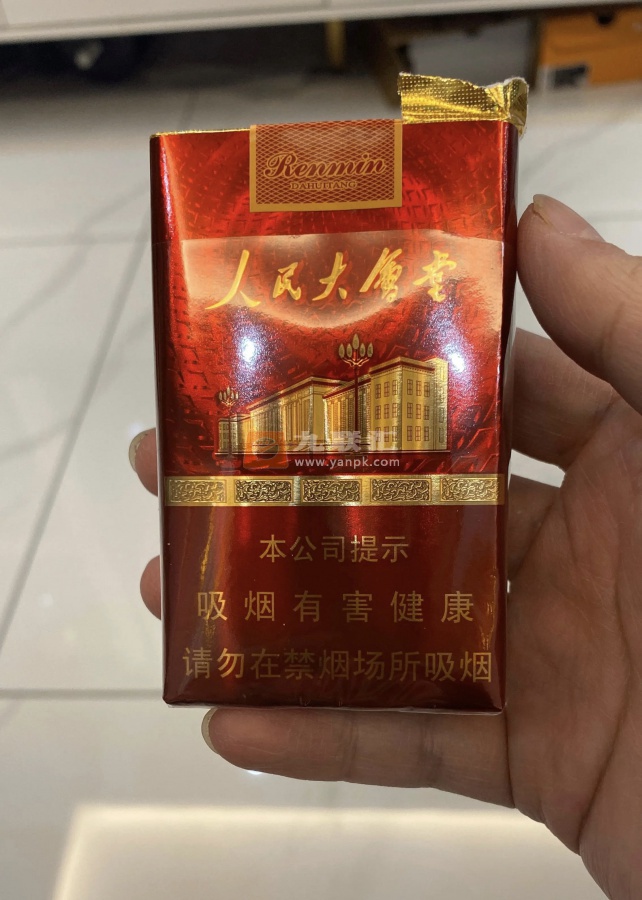 Renmin
DAHUITANG
人民大會堂
www.yanpk.com
本公司提示
吸烟有害健康
请勿在禁烟场所吸烟